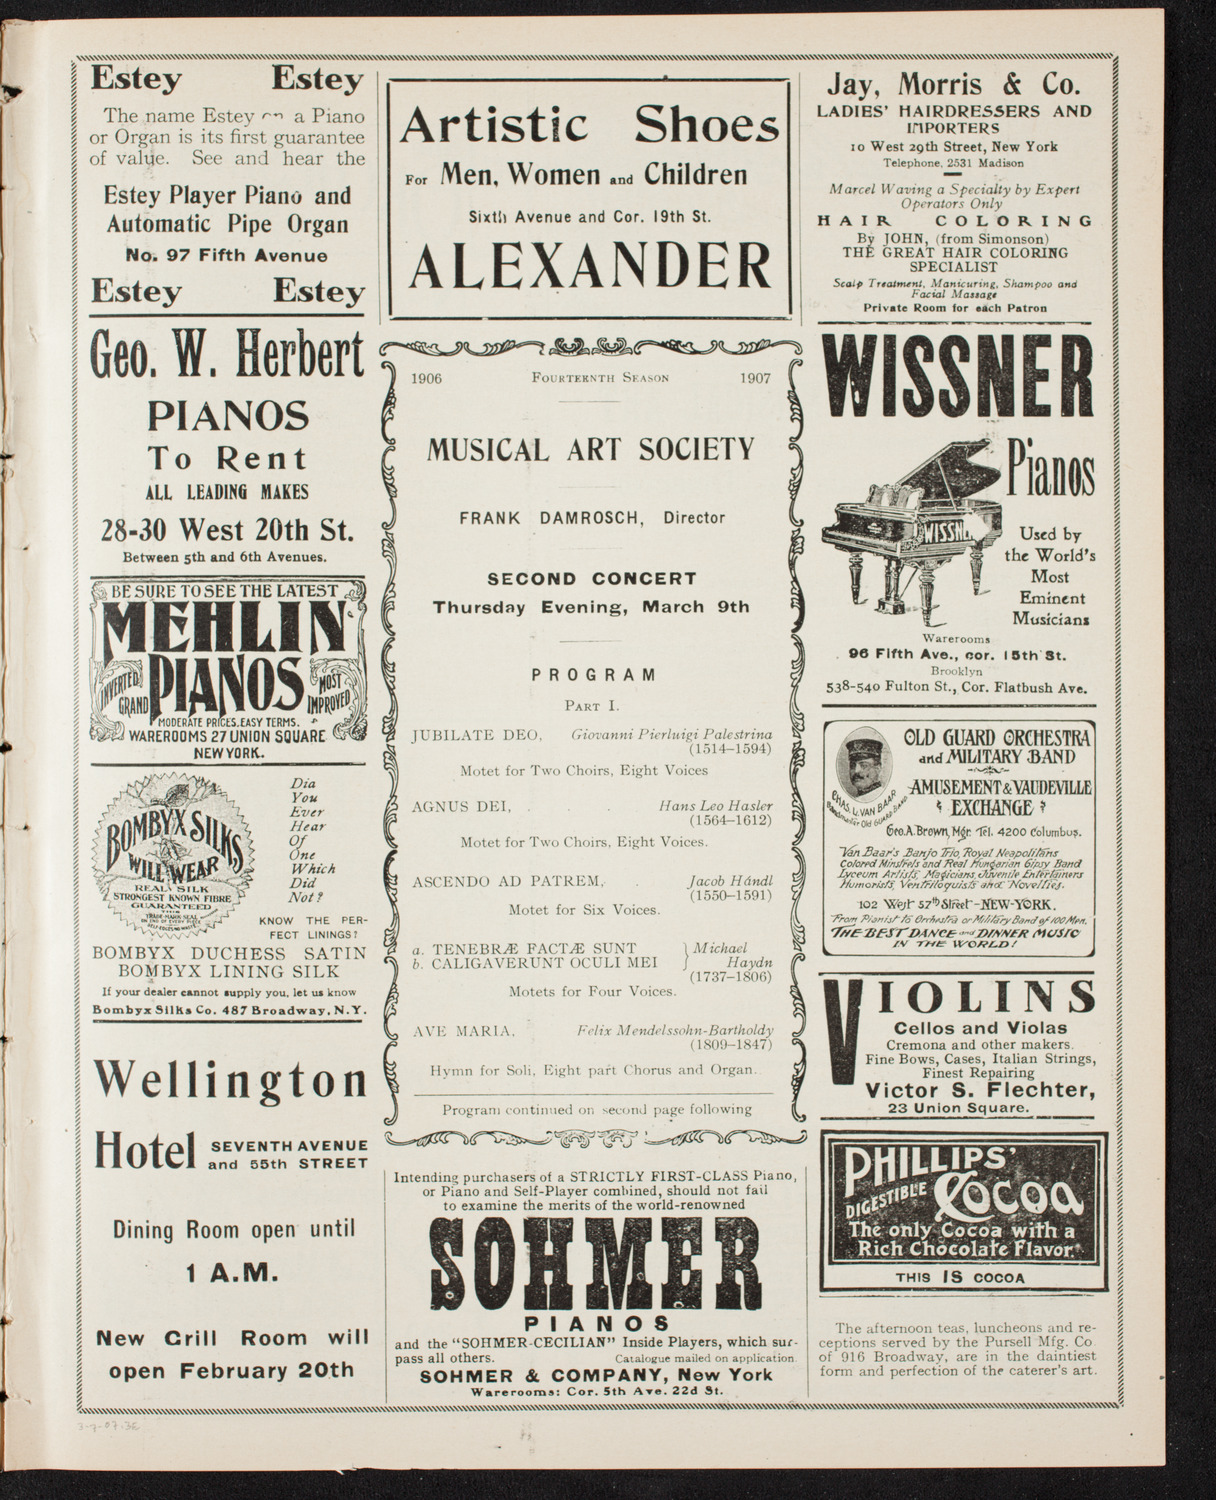 Estey Estey
The name Estey on a Piano
or Organ is its first guarantee
of value. See and hear the
Estey Player Piano and
Automatic Pipe Organ
No. 97 Fifth Avenue
Estey Estey
Geo. W. Herbert
PIANOS
To Rent
ALL LEADING MAKES
28-30 West 20th St.
Between 5th and 6th Avenues.
BE SURE TO SEE THE LATEST
MEHLIN
PIANOS
INVERTED
GRAND
MOST
IMPROVED
MODERATE PRICES. EASY TERMS.
WAREROOMS 27 UNION SQUARE
NEW YORK.
BOMBYX SILKS
WILL WEAR
REAL SILK
STRONGEST KNOWN FIBRE
GUARANTEED
Dia
You
Ever
Hear
Of
One
Which
Did
Not?
KNOW THE PER-
FECT LININGS?
BOMBYX DUCHESS SATIN
BOMBYX LINING SILK
If your dealer cannot supply you, let us know
Bombyx Silks Co. 487 Broadway, N.Y.
Wellington
Hotel
SEVENTH AVENUE
and 55th STREET
Dining Room open until
1 A.M.
New Grill Room will
open February 20th
Artistic Shoes
For Men, Women and Children
Sixth Avenue and Cor. 19th St.
ALEXANDER
1906 FOURTEENTH SEASON 1907
MUSICAL ART SOCIETY
FRANK DAMROSCH, Director
SECOND CONCERT
Thursday Evening, March 9th
PROGRAM
PART I.
JUBILATE DEO, Giovanni Pierluigi Palestrina
(1514–1594)
Motet for Two Choirs, Eight Voices
AGNUS DEI, . . . Hans Leo Hasler
(1564–1612)
Motet for Two Choirs, Eight Voices.
ASCENDO AD PATREM, . Jacob Händl
(1550–1591)
Motet for Six Voices.
a. TENEBRÆ FACTÆ SUNT } Michael
b. CALIGAVERUNT OCULI MEI } Haydn
(1737–1806)
Motets for Four Voices.
AVE MARIA, Felix Mendelssohn-Bartholdy
(1809–1847)
Hymn for Soli, Eight part Chorus and Organ.
Program continued on second page following
Intending purchasers of a STRICTLY FIRST-CLASS Piano,
or Piano and Self-Player combined, should not fail
to examine the merits of the world-renowned
SOHMER
PIANOS
and the "SOHMER-CECILIAN" Inside Players, which sur-
pass all others. Catalogue mailed on application.
SOHMER & COMPANY, New York
Warerooms: Cor. 5th Ave. 22d St.
Jay, Morris & Co.
LADIES' HAIRDRESSERS AND
IMPORTERS
10 West 29th Street, New York
Telephone, 2531 Madison
Marcel Waving a Specialty by Expert
Operators Only
HAIR COLORING
By JOHN, (from Simonson)
THE GREAT HAIR COLORING
SPECIALIST
Scalp Treatment, Manicuring, Shampoo and
Facial Massage
Private Room for each Patron
WISSNER
Pianos
WISSNER
Used by
the World's
Most
Eminent
Musicians
Warerooms
96 Fifth Ave., cor. 15th St.
Brooklyn
538-540 Fulton St., Cor. Flatbush Ave.
OLD GUARD ORCHESTRA
and MILITARY BAND
AMUSEMENT & VAUDEVILLE
EXCHANGE
CHAS. L. VAN BAAR
Bandmaster Old Guard Band
Geo. A. Brown, Mgr. Tel. 4200 Columbus.
Van Baar's Banjo Trio, Royal Neapolitans
Colored Minstrels and Real Hungarian Gipsy Band
Lyceum Artists, Magicians, Juvenile Entertainers
Humorists, Ventriloquists and Novelties.
102 West 57th Street - NEW-YORK.
From Pianist to Orchestra or Military Band of 100 Men.
THE BEST DANCE and DINNER MUSIC
IN THE WORLD!
VIOLINS
Cellos and Violas
Cremona and other makers.
Fine Bows, Cases, Italian Strings,
Finest Repairing
Victor S. Flechter,
23 Union Square.
PHILLIPS'
DIGESTIBLE COCOA
The only Cocoa with a
Rich Chocolate Flavor.
THIS IS COCOA
The afternoon teas, luncheons and re-
ceptions served by the Pursell Mfg. Co.
of 916 Broadway, are in the daintiest
form and perfection of the caterer's art.
3-7-07.3E